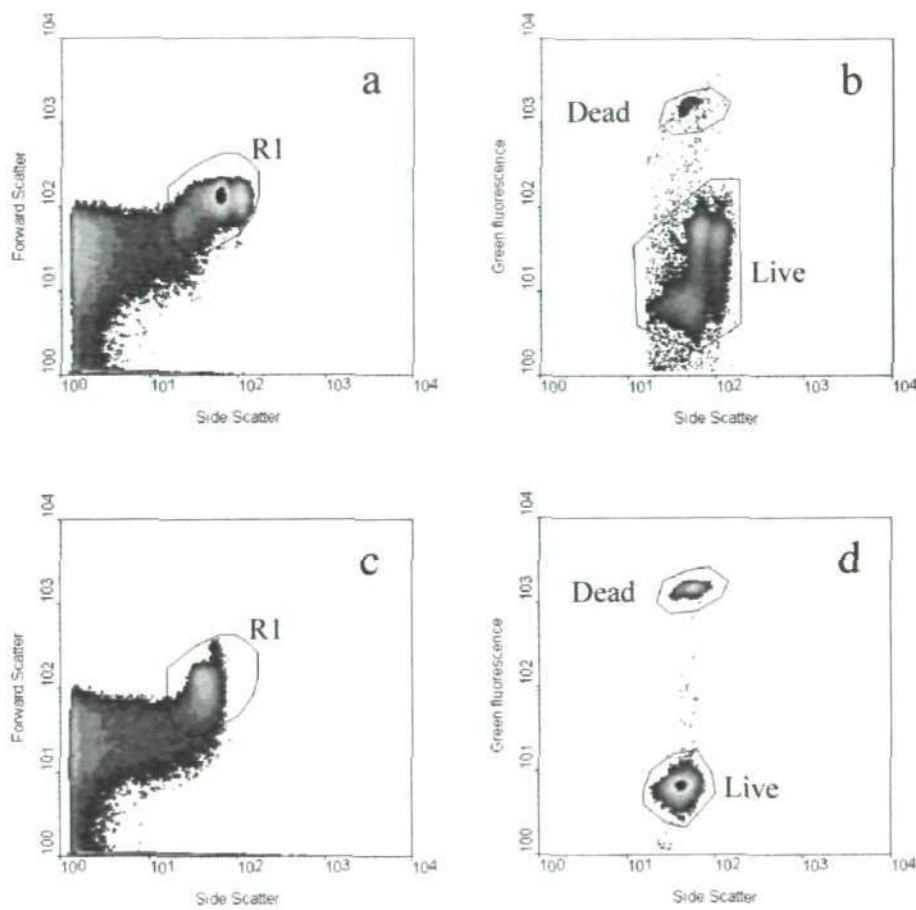 a
R1
Forward Scatter
10⁴
10³
10²
10¹
10⁰
10⁰ 10¹ 10² 10³ 10⁴
Side Scatter
b
Dead
Live
Green fluorescence
10⁴
10³
10²
10¹
10⁰
10⁰ 10¹ 10² 10³ 10⁴
Side Scatter
c
R1
Forward Scatter
10⁴
10³
10²
10¹
10⁰
10⁰ 10¹ 10² 10³ 10⁴
Side Scatter
d
Dead
Live
Green fluorescence
10⁴
10³
10²
10¹
10⁰
10⁰ 10¹ 10² 10³ 10⁴
Side Scatter